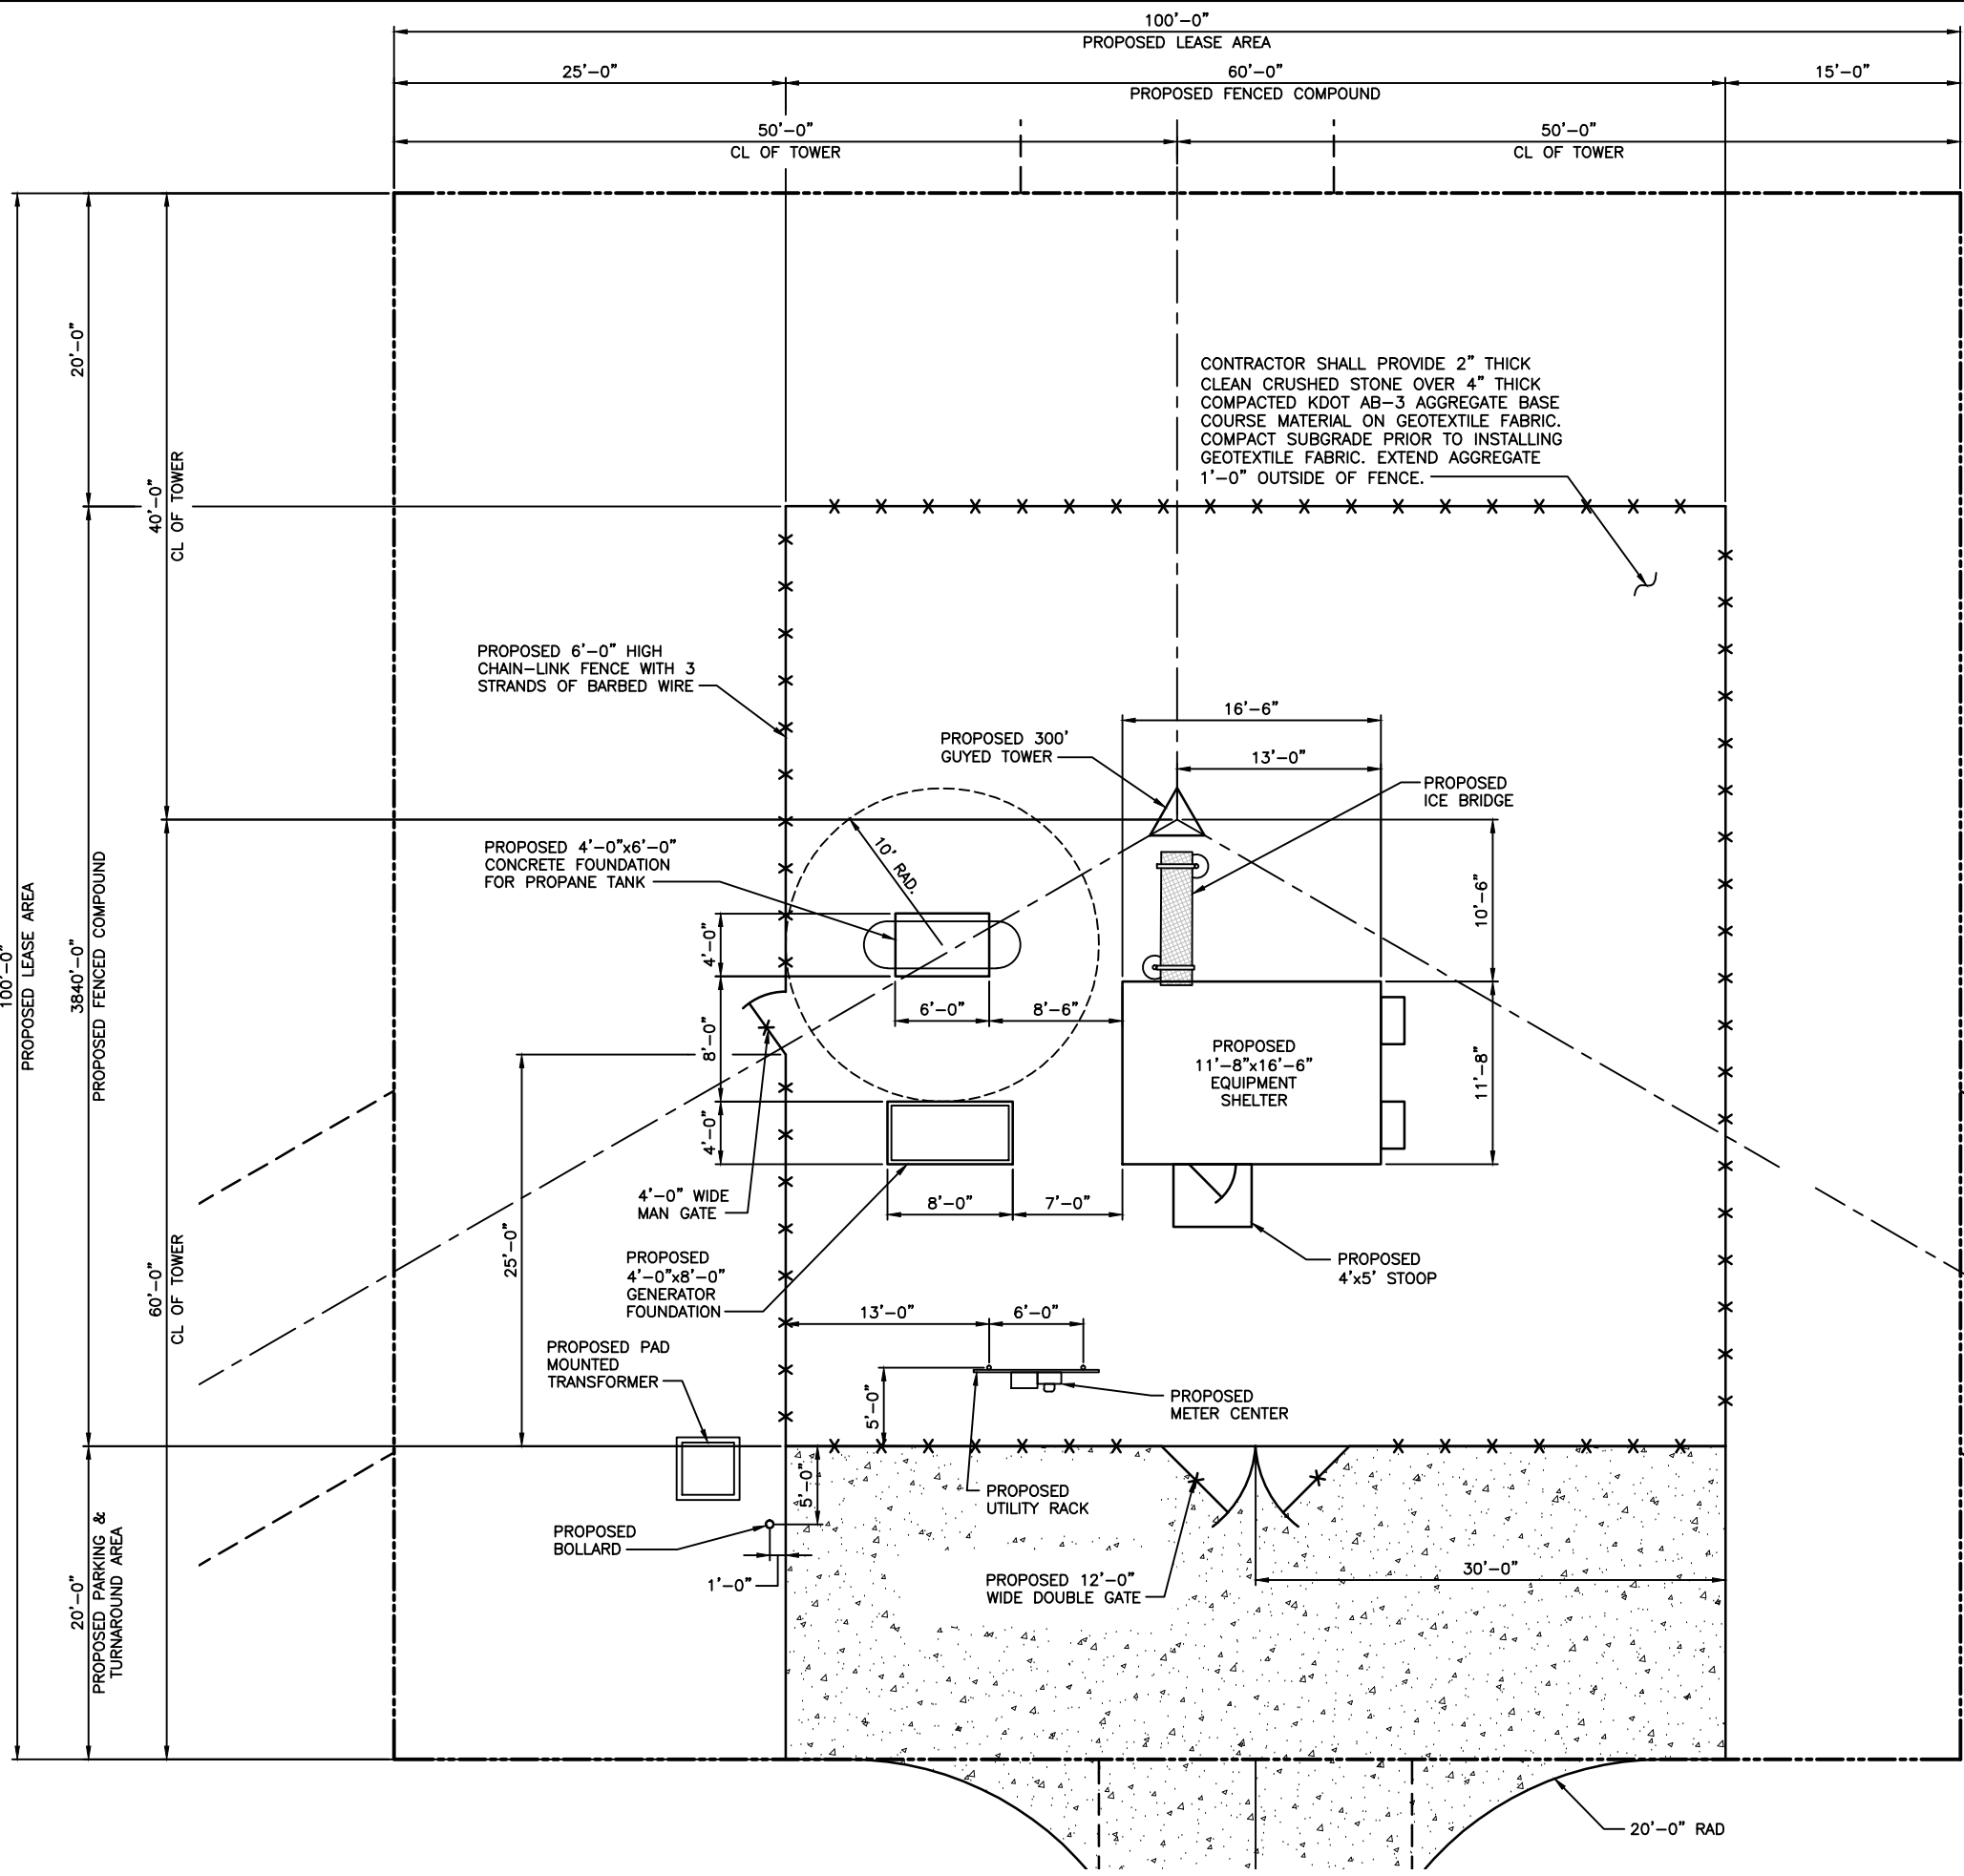 100'-0"
PROPOSED LEASE AREA
25'-0"
60'-0"
PROPOSED FENCED COMPOUND
15'-0"
50'-0"
CL OF TOWER
50'-0"
CL OF TOWER
100'-0"
PROPOSED LEASE AREA
20'-0"
3840'-0"
PROPOSED FENCED COMPOUND
20'-0"
PROPOSED PARKING &
TURNAROUND AREA
40'-0"
CL OF TOWER
60'-0"
CL OF TOWER
CONTRACTOR SHALL PROVIDE 2" THICK
CLEAN CRUSHED STONE OVER 4" THICK
COMPACTED KDOT AB-3 AGGREGATE BASE
COURSE MATERIAL ON GEOTEXTILE FABRIC.
COMPACT SUBGRADE PRIOR TO INSTALLING
GEOTEXTILE FABRIC. EXTEND AGGREGATE
1'-0" OUTSIDE OF FENCE.
PROPOSED 6'-0" HIGH
CHAIN-LINK FENCE WITH 3
STRANDS OF BARBED WIRE
16'-6"
PROPOSED 300'
GUYED TOWER
13'-0"
PROPOSED
ICE BRIDGE
PROPOSED 4'-0"x6'-0"
CONCRETE FOUNDATION
FOR PROPANE TANK
10' RAD.
10'-6"
4'-0"
6'-0"
8'-6"
8'-0"
PROPOSED
11'-8"x16'-6"
EQUIPMENT
SHELTER
11'-8"
4'-0"
4'-0" WIDE
MAN GATE
8'-0"
7'-0"
25'-0"
PROPOSED
4'-0"x8'-0"
GENERATOR
FOUNDATION
PROPOSED
4'x5' STOOP
13'-0"
6'-0"
PROPOSED PAD
MOUNTED
TRANSFORMER
5'-0"
PROPOSED
METER CENTER
5'-0"
PROPOSED
UTILITY RACK
PROPOSED
BOLLARD
1'-0"
PROPOSED 12'-0"
WIDE DOUBLE GATE
30'-0"
20'-0" RAD